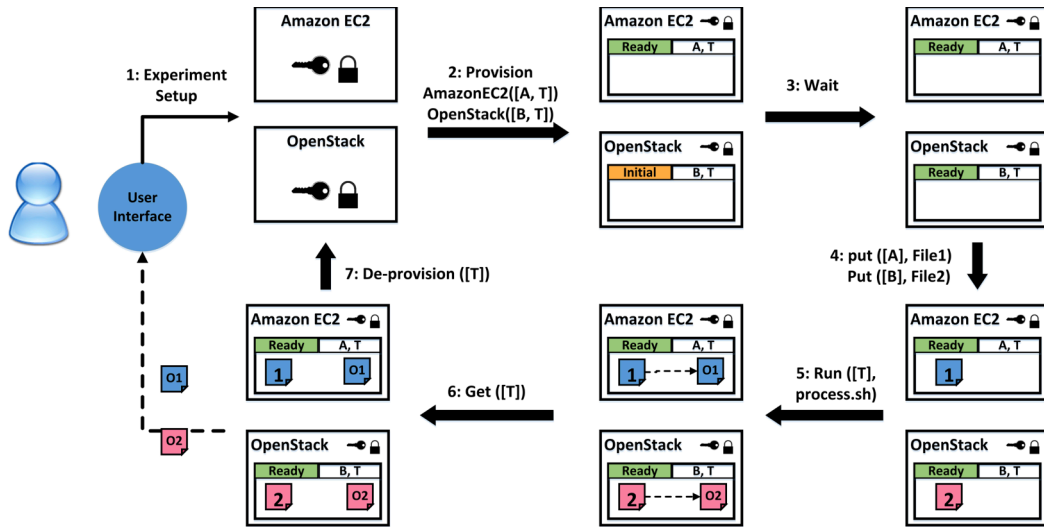 Amazon EC2
1: Experiment
Setup
OpenStack
User
Interface
2: Provision
AmazonEC2([A, T])
OpenStack([B, T])
Amazon EC2
Ready
A, T
OpenStack
Initial
B, T
3: Wait
Amazon EC2
Ready
A, T
OpenStack
Ready
B, T
4: put ([A], File1)
Put ([B], File2)
Amazon EC2
Ready
A, T
1
OpenStack
Ready
B, T
2
5: Run ([T],
process.sh)
Amazon EC2
Ready
A, T
1
O1
OpenStack
Ready
B, T
2
O2
6: Get ([T])
Amazon EC2
Ready
A, T
1
O1
OpenStack
Ready
B, T
2
O2
7: De-provision ([T])
O1
O2